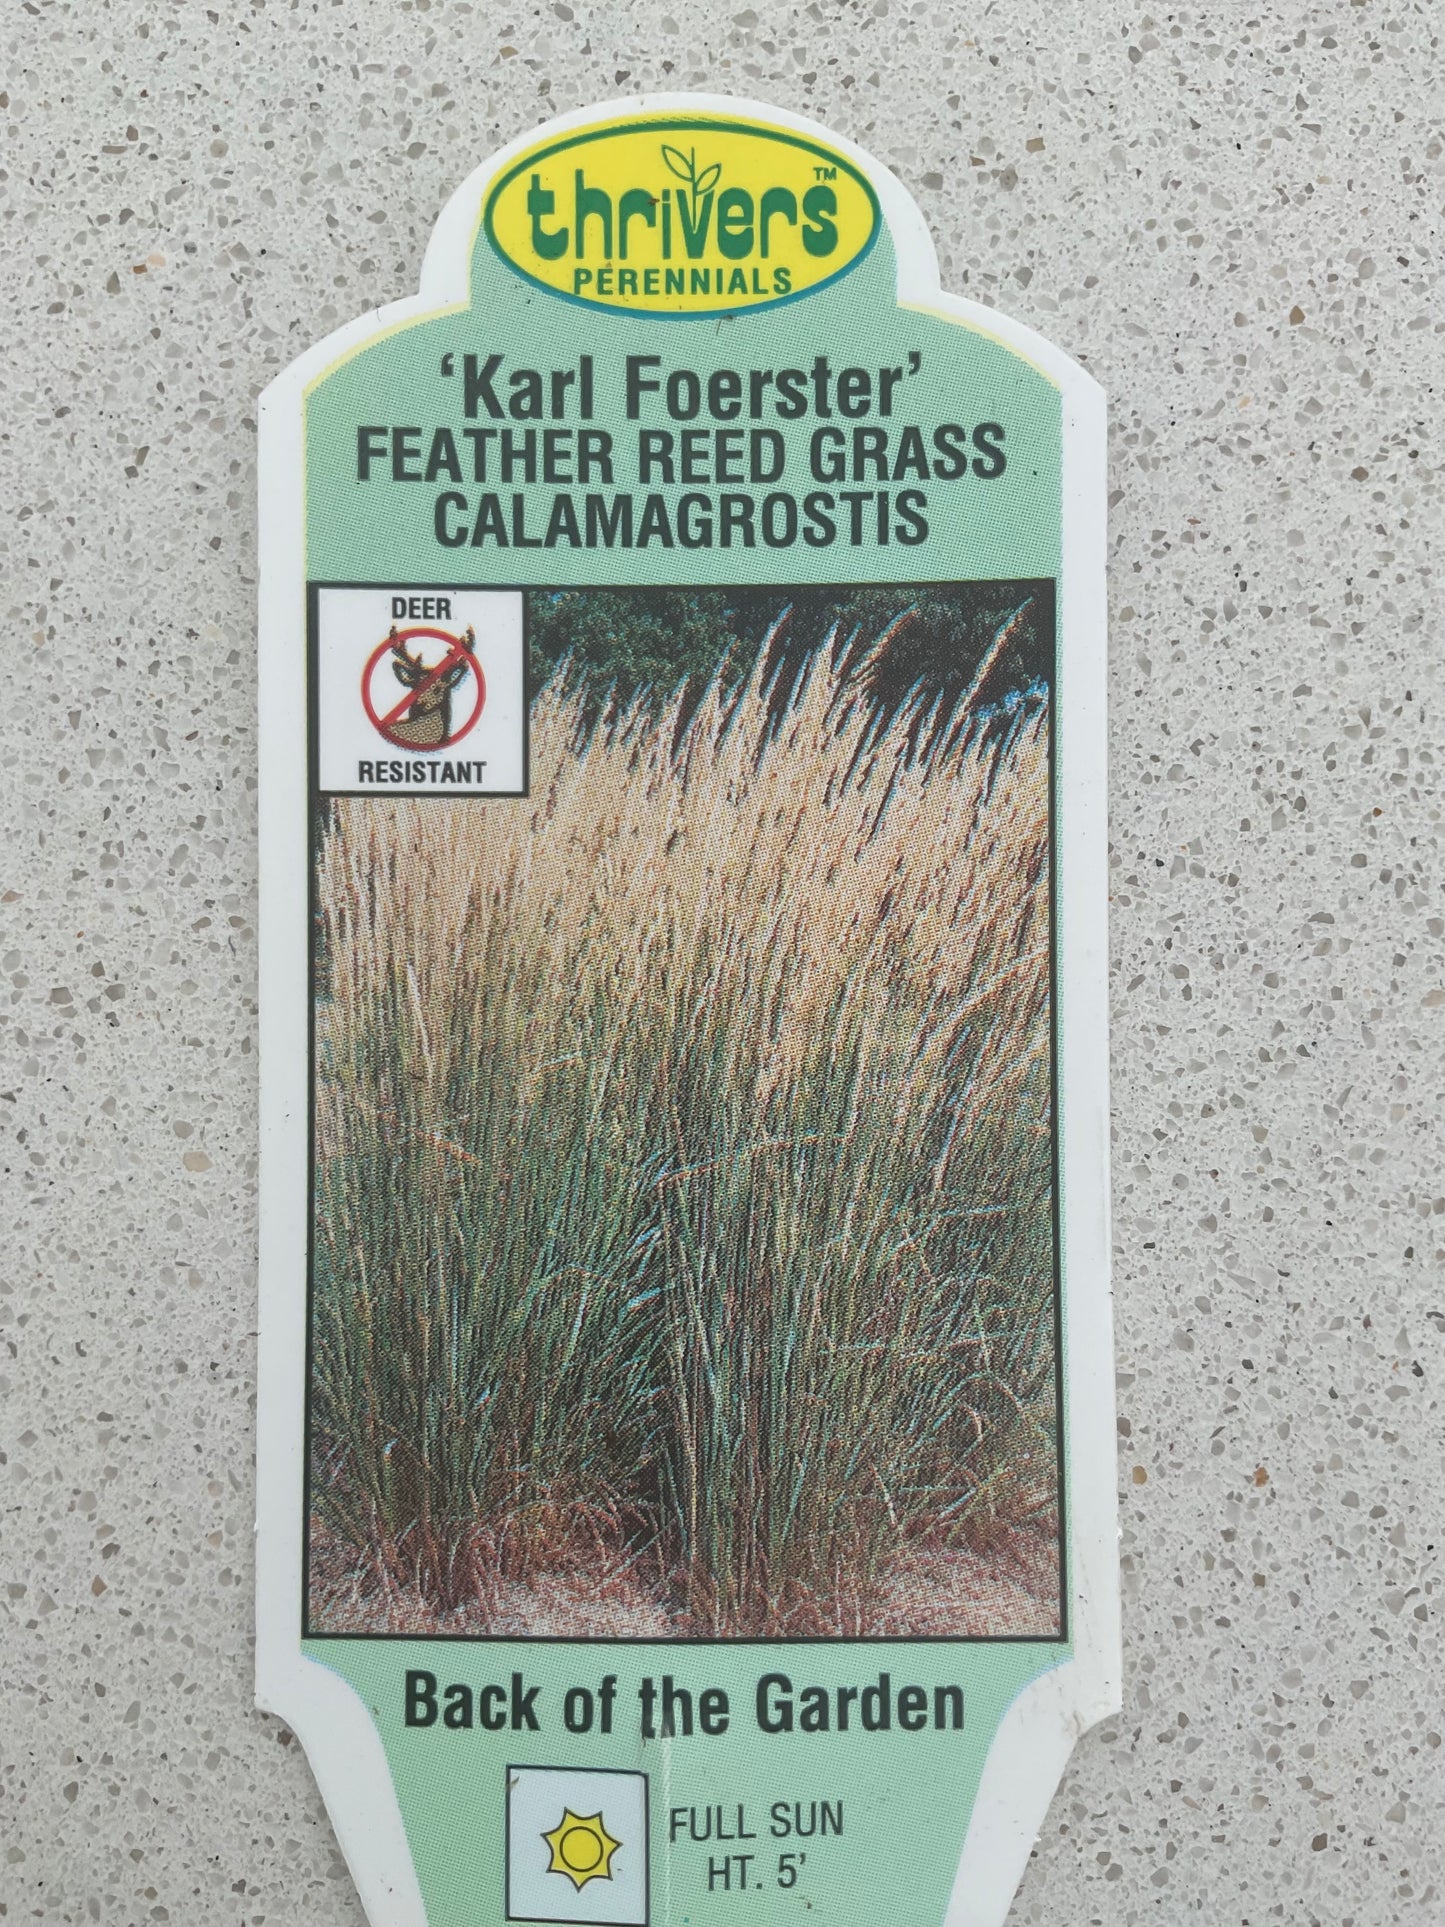 thrivers™
PERENNIALS
‘Karl Foerster’
FEATHER REED GRASS
CALAMAGROSTIS
DEER
RESISTANT
Back of the Garden
FULL SUN
HT. 5’